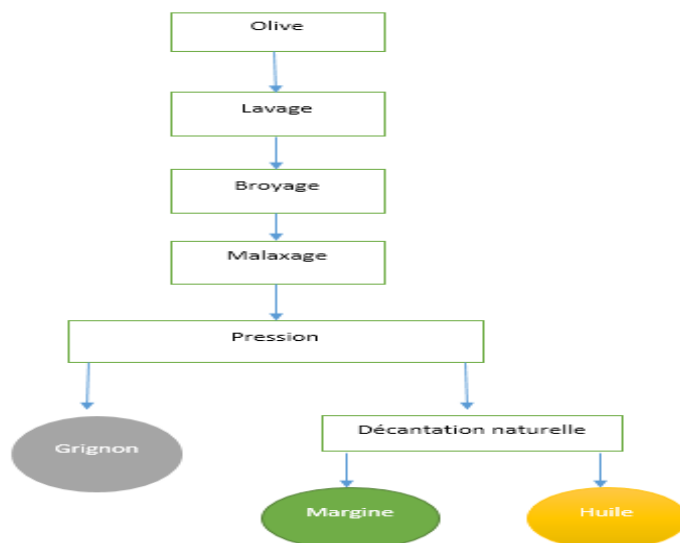 Olive
Lavage
Broyage
Malaxage
Pression
Grignon
Décantation naturelle
Margine
Huile